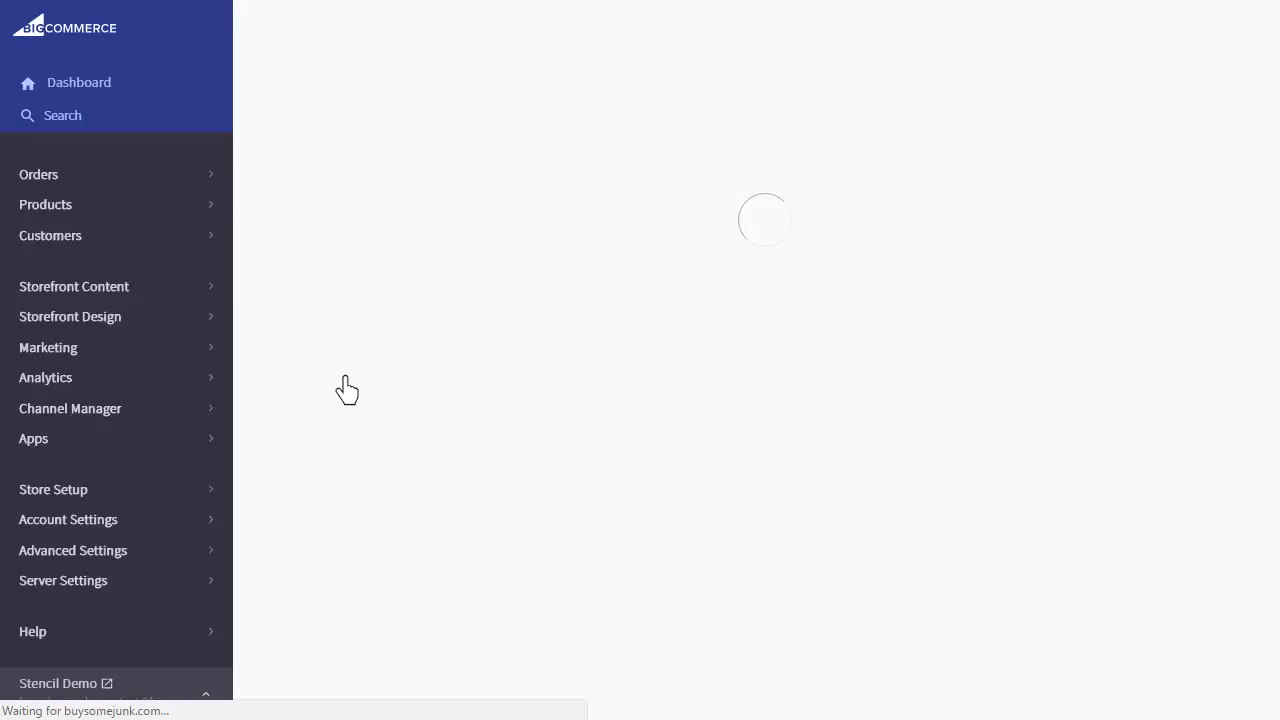 BIGCOMMERCE
Dashboard
Search
Orders
Products
Customers
Storefront Content
Storefront Design
Marketing
Analytics
Channel Manager
Apps
Store Setup
Account Settings
Advanced Settings
Server Settings
Help
Stencil Demo
Waiting for buysomejunk.com...